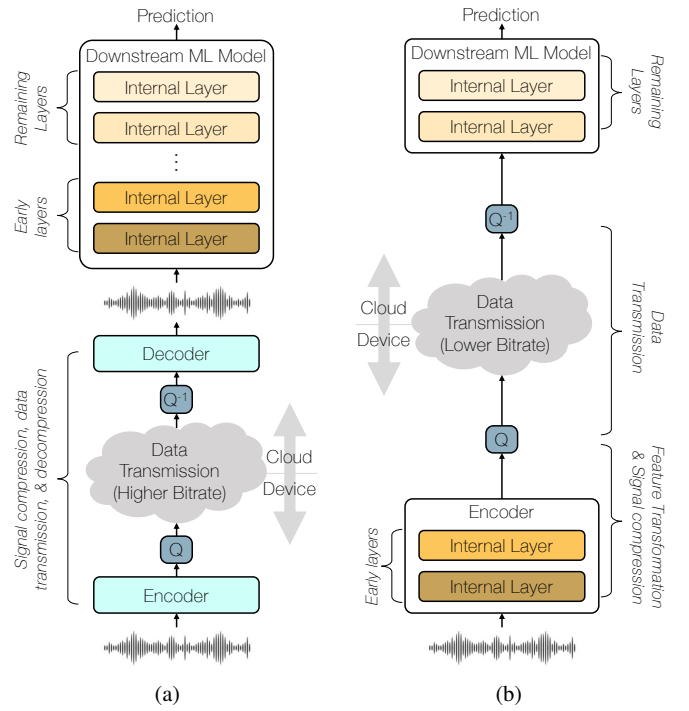 Prediction
Downstream ML Model
Remaining
Layers
Internal Layer
Internal Layer
...
Early
layers
Internal Layer
Internal Layer
Signal compression, data
transmission, & decompression
Decoder
Q-1
Data
Transmission
(Higher Bitrate)
Cloud
Device
Q
Encoder
(a)
Prediction
Downstream ML Model
Internal Layer
Internal Layer
Remaining
Layers
Q-1
Cloud
Device
Data
Transmission
(Lower Bitrate)
Data
Transmission
Q
Encoder
Early layers
Internal Layer
Internal Layer
Feature Transformation
& Signal compression
(b)